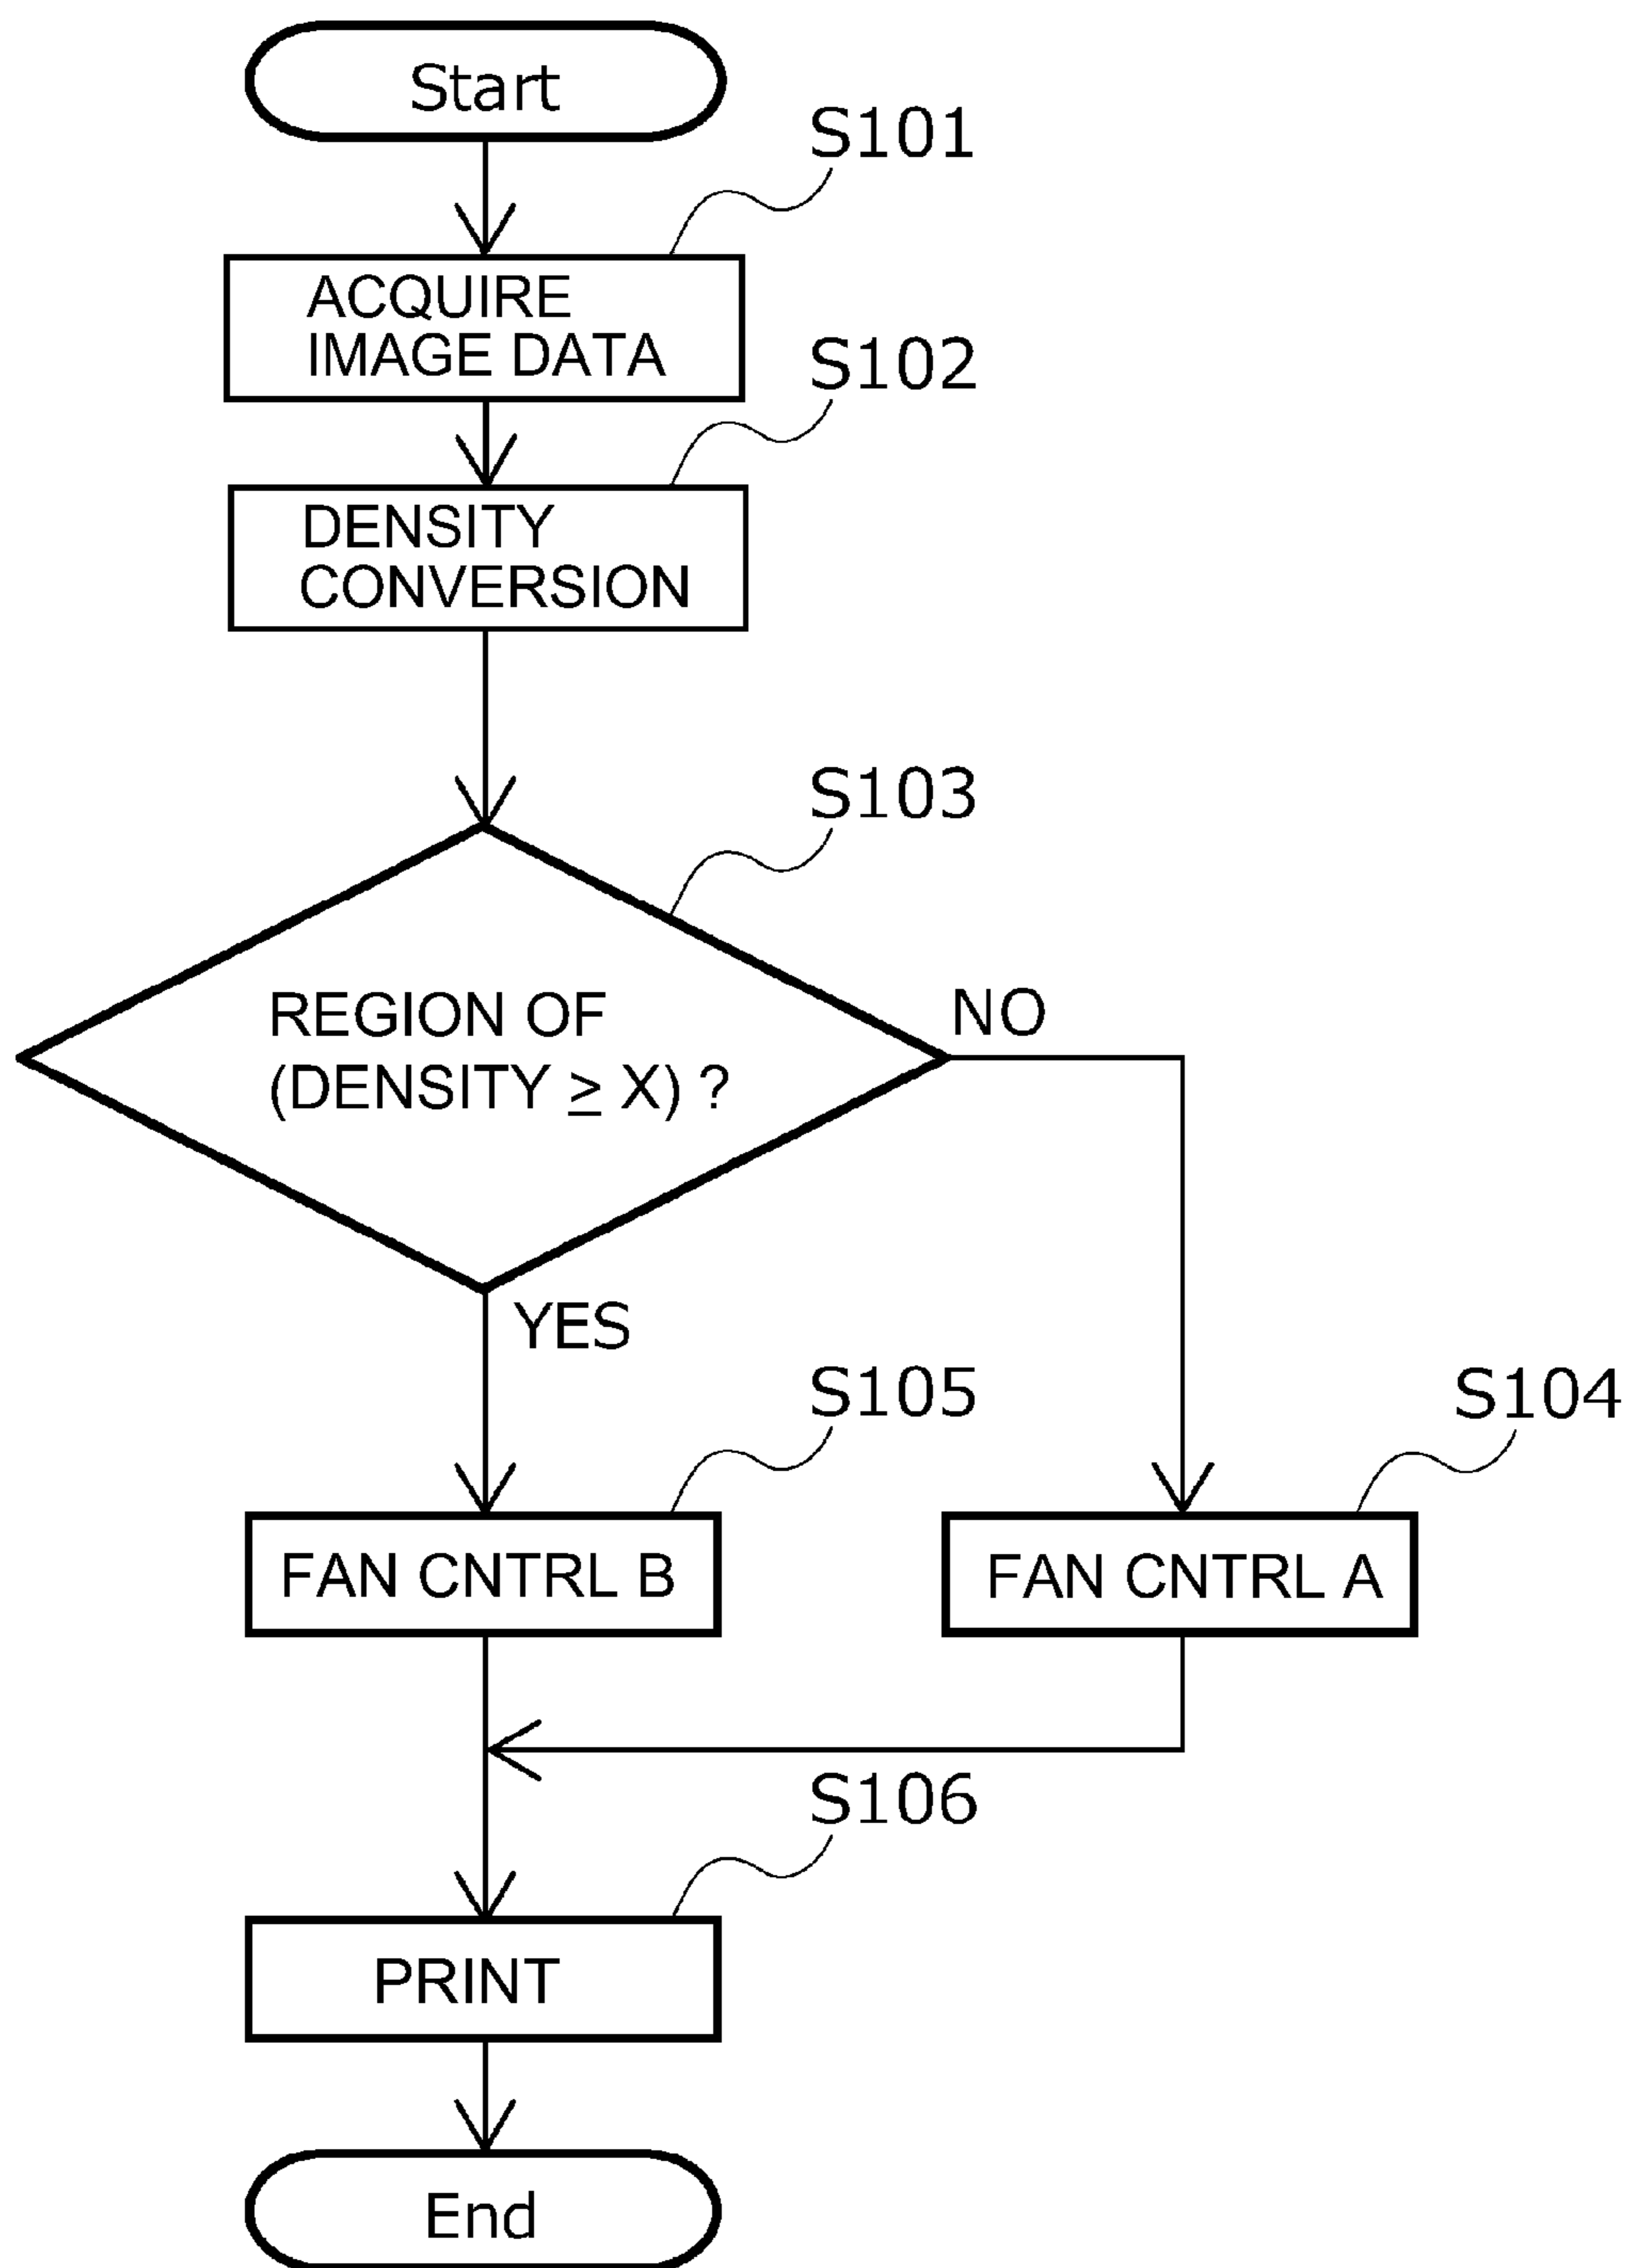 Start
S101
ACQUIRE
IMAGE DATA
S102
DENSITY
CONVERSION
S103
REGION OF
(DENSITY ≥ X) ?
NO
YES
S105
S104
FAN CNTRL B
FAN CNTRL A
S106
PRINT
End